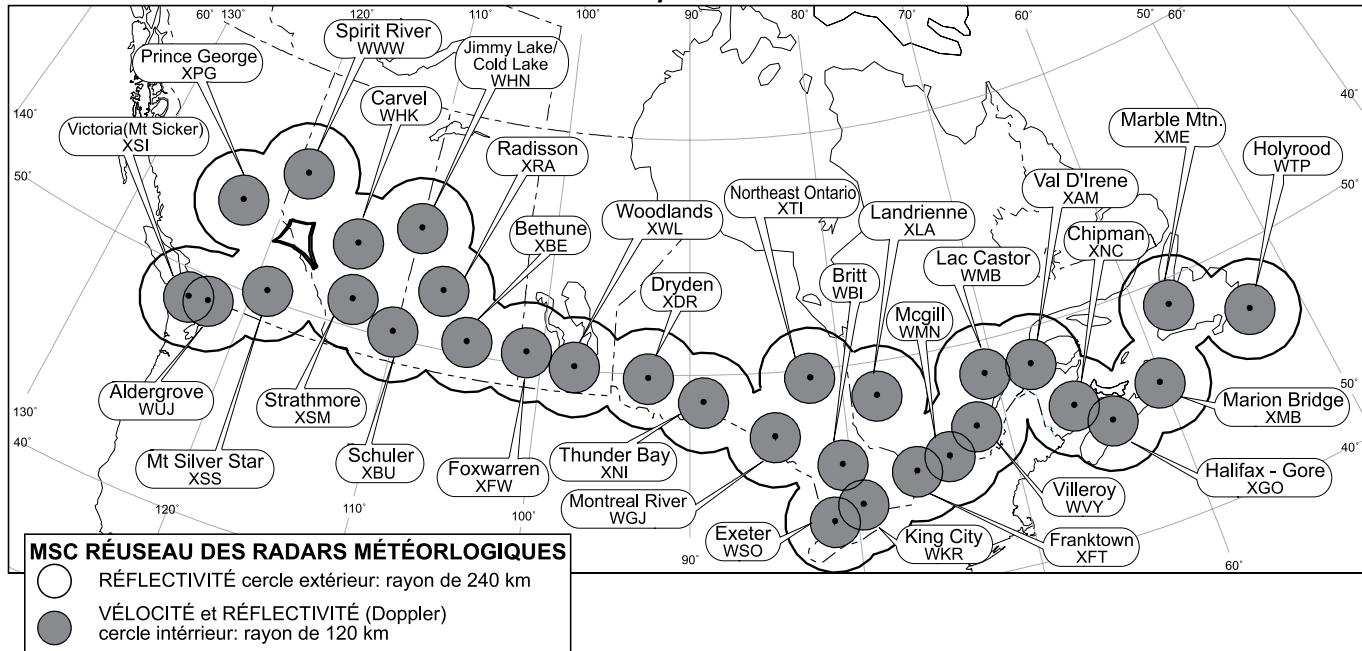 60° 130° 120° 110° 100° 90° 80° 70° 60° 50° 60°
Spirit River
WWW
Prince George
XPG
Jimmy Lake/
Cold Lake
WHN
Carvel
WHK
Victoria(Mt Sicker)
XSI
Radisson
XRA
Bethune
XBE
Woodlands
XWL
Dryden
XDR
Northeast Ontario
XTI
Landrienne
XLA
Britt
WBI
Mcgill
WMN
Lac Castor
WMB
Val D'Irene
XAM
Chipman
XNC
Marble Mtn.
XME
Holyrood
WTP
140°
50°
130°
40°
40°
50°
50°
40°
Aldergrove
WUJ
Mt Silver Star
XSS
Strathmore
XSM
Schuler
XBU
Foxwarren
XFW
Thunder Bay
XNI
Montreal River
WGJ
Exeter
WSO
King City
WKR
Franktown
XFT
Villeroy
WVY
Halifax - Gore
XGO
Marion Bridge
XMB
120°
110°
100°
90°
60°
MSC RÉUSEAU DES RADARS MÉTÉORLOGIQUES
RÉFLECTIVITÉ cercle extérieur: rayon de 240 km
VÉLOCITÉ et RÉFLECTIVITÉ (Doppler)
cercle intérieur: rayon de 120 km